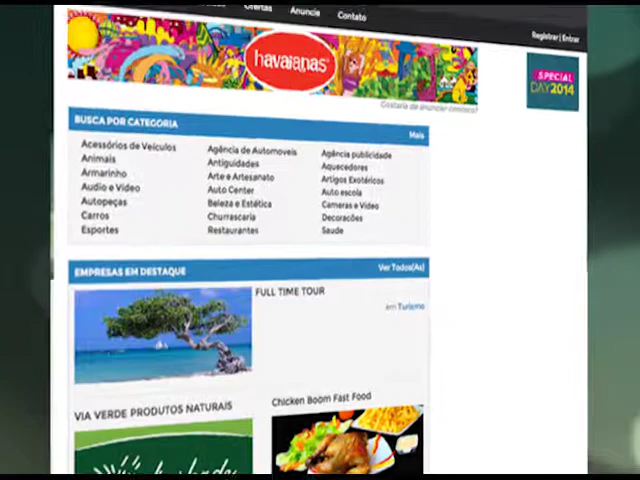 Ofertas Anuncie Contato
Registrar | Entrar
havaianas
SPECIAL
DAY2014
Gostaria de anunciar conosco?
BUSCA POR CATEGORIA Mais
Acessórios de Veículos Agência de Automoveis Agência publicidade
Animais Antiguidades Aquecedores
Armarinho Arte e Artesanato Artigos Exotéricos
Audio e Video Auto Center Auto escola
Autopeças Beleza e Estética Cameras e Vídeo
Carros Churrascaria Decorações
Esportes Restaurantes Saude
EMPRESAS EM DESTAQUE Ver Todos(As)
FULL TIME TOUR
em Turismo
VIA VERDE PRODUTOS NATURAIS Chicken Boom Fast Food